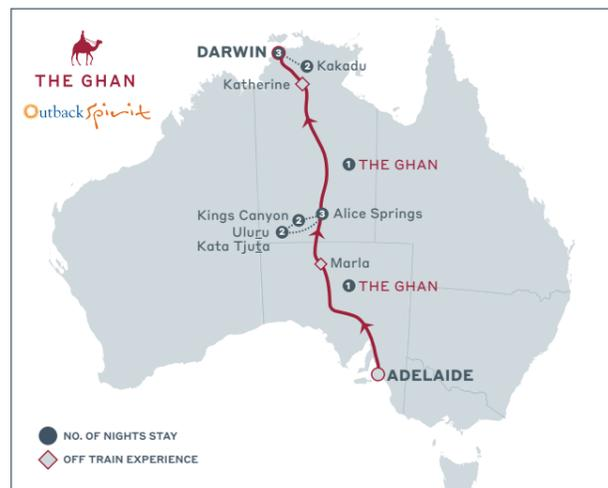 THE GHAN
Outback Spirit
DARWIN 3
2 Kakadu
Katherine
1 THE GHAN
Kings Canyon 2
3 Alice Springs
Uluru 2
Kata Tjuṯa
Marla
1 THE GHAN
ADELAIDE
NO. OF NIGHTS STAY
OFF TRAIN EXPERIENCE